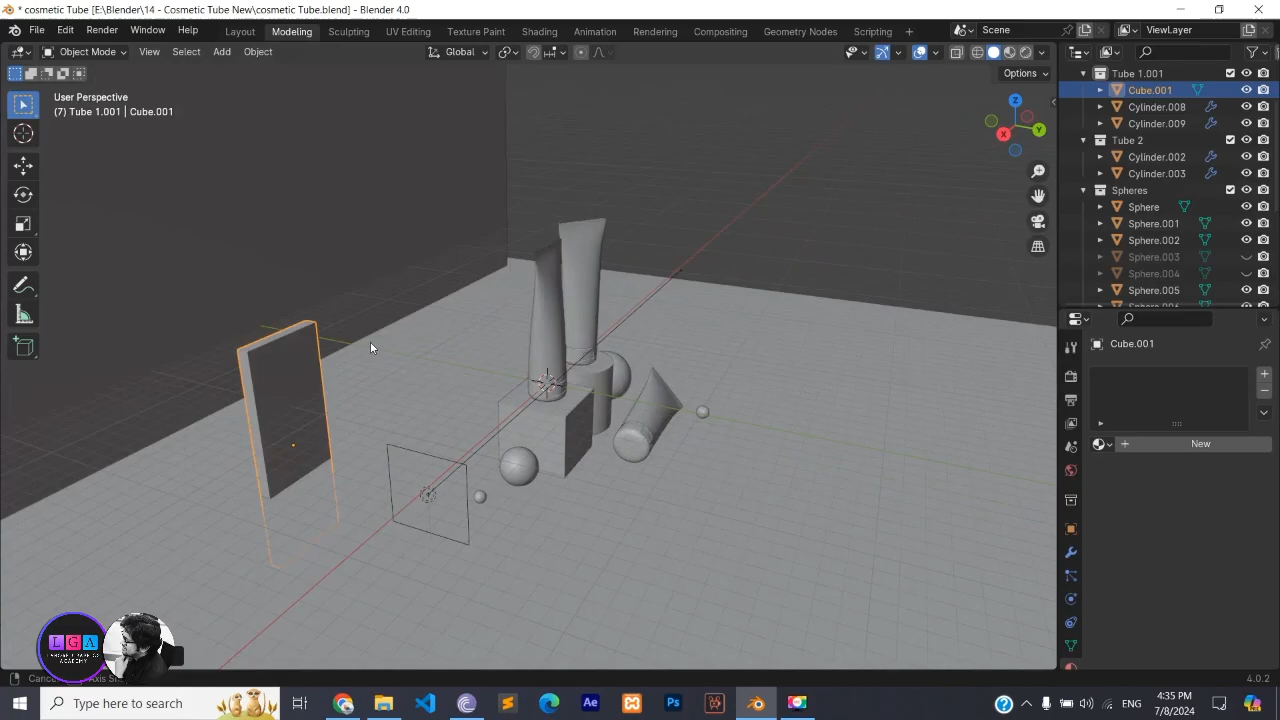 * cosmetic Tube [E:\Blender\14 - Cosmetic Tube New\cosmetic Tube.blend] - Blender 4.0
File Edit Render Window Help
Layout Modeling Sculpting UV Editing Texture Paint Shading Animation Rendering Compositing Geometry Nodes Scripting
Scene
ViewLayer
Object Mode View Select Add Object
Global
Options
User Perspective
(7) Tube 1.001 | Cube.001
Z
Y
X
Tube 1.001
Cube.001
Cylinder.008
Cylinder.009
Tube 2
Cylinder.002
Cylinder.003
Spheres
Sphere
Sphere.001
Sphere.002
Sphere.003
Sphere.004
Sphere.005
Cube.001
New
LGA
4.0.2
Type here to search
Ae
Ps
ENG
4:35 PM
7/8/2024